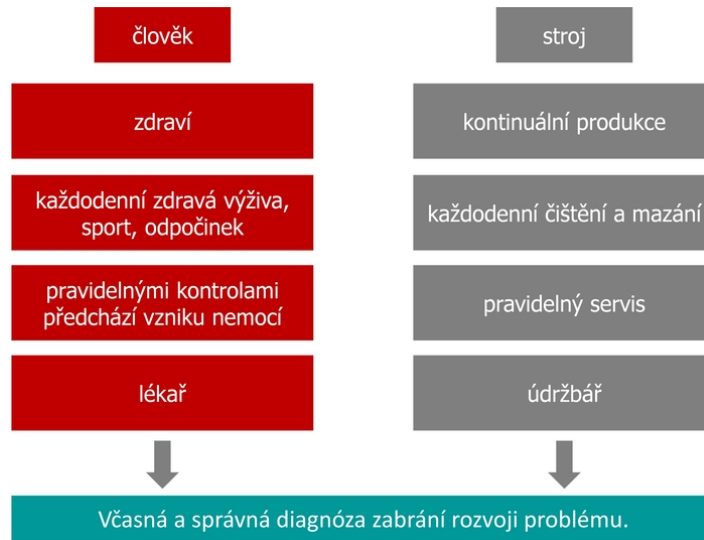 člověk
stroj
zdraví
kontinuální produkce
každodenní zdravá výživa,
sport, odpočinek
každodenní čištění a mazání
pravidelnými kontrolami
předchází vzniku nemocí
pravidelný servis
lékař
údržbář
Včasná a správná diagnóza zabrání rozvoji problému.